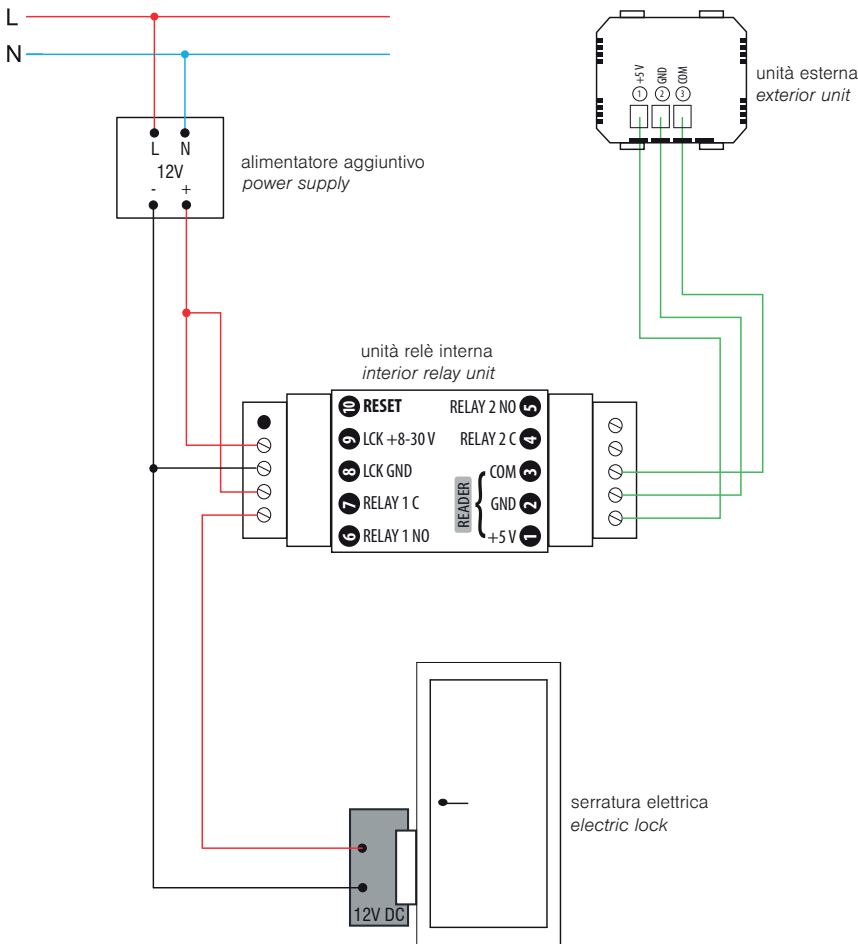 L
N
L N
12V
- +
alimentatore aggiuntivo
power supply
+5 V GND COM
1 2 3
unità esterna
exterior unit
unità relè interna
interior relay unit
10 RESET
9 LCK +8-30 V
8 LCK GND
7 RELAY 1 C
6 RELAY 1 NO
RELAY 2 NO 5
RELAY 2 C 4
COM 3
GND 2
+5 V 1
READER
serratura elettrica
electric lock
12V DC